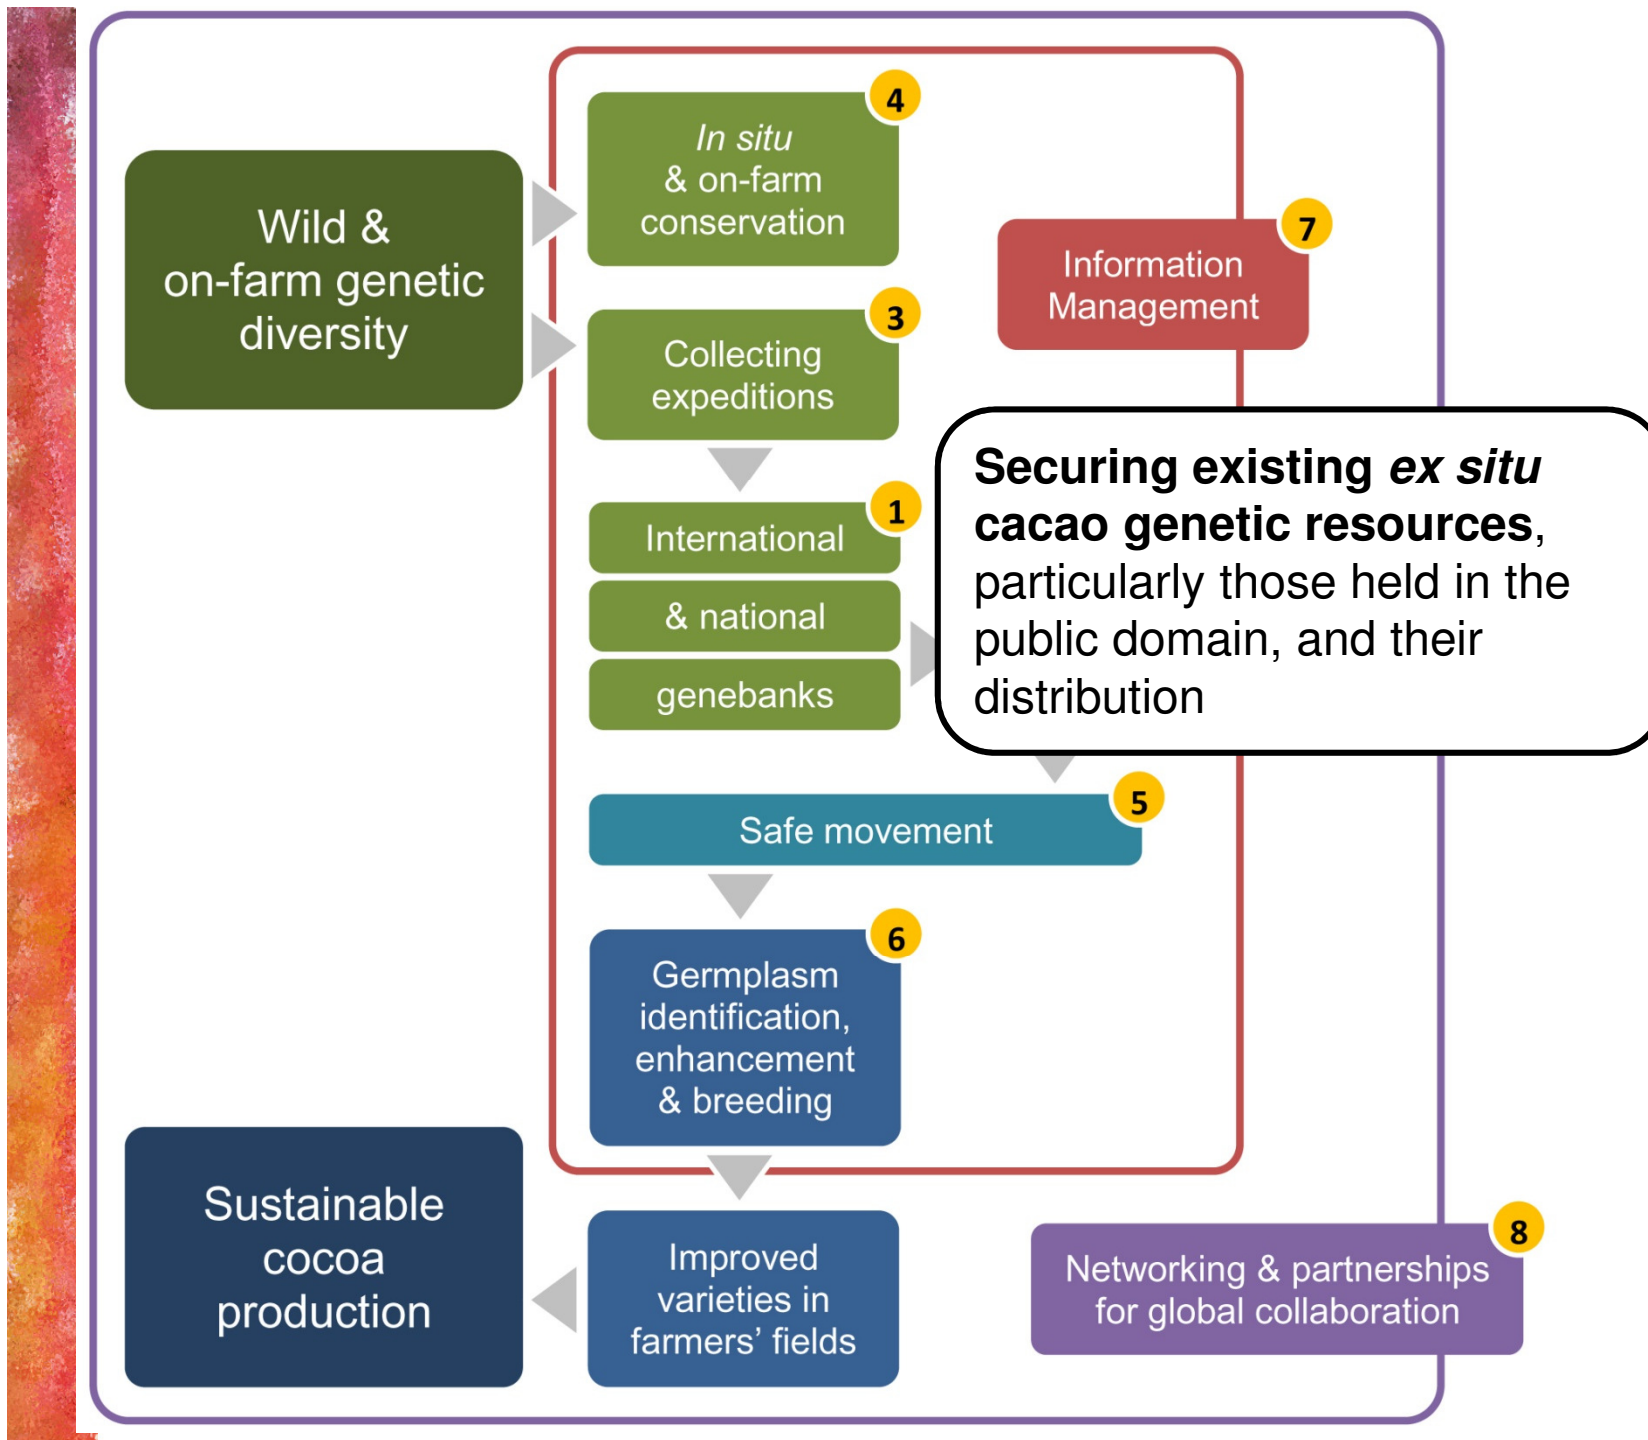 4
In situ
& on-farm
conservation
Wild &
on-farm genetic
diversity
7
Information
Management
3
Collecting
expeditions
1
International
& national
genebanks
Securing existing ex situ
cacao genetic resources,
particularly those held in the
public domain, and their
distribution
5
Safe movement
6
Germplasm
identification,
enhancement
& breeding
Sustainable
cocoa
production
Improved
varieties in
farmers’ fields
8
Networking & partnerships
for global collaboration